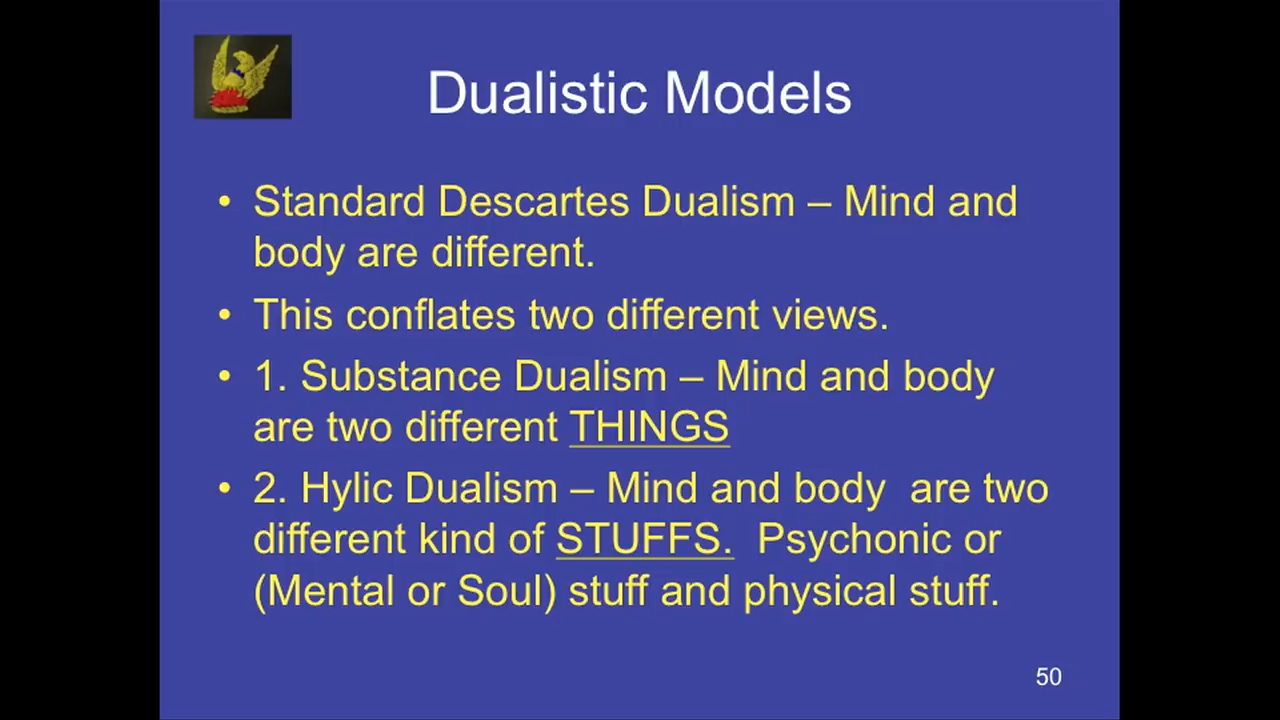 Dualistic Models
• Standard Descartes Dualism – Mind and
body are different.
• This conflates two different views.
• 1. Substance Dualism – Mind and body
are two different THINGS
• 2. Hylic Dualism – Mind and body  are two
different kind of STUFFS.  Psychonic or
(Mental or Soul) stuff and physical stuff.
50